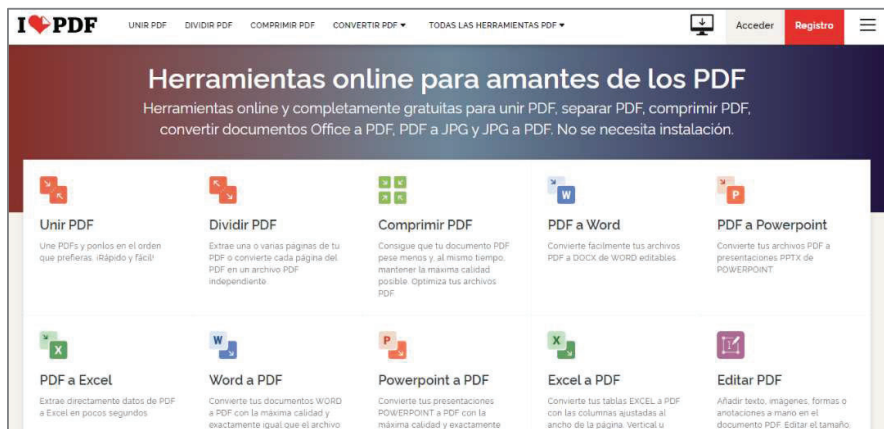 I PDF
UNIR PDF DIVIDIR PDF COMPRIMIR PDF CONVERTIR PDF TODAS LAS HERRAMIENTAS PDF Acceder Registro
Herramientas online para amantes de los PDF
Herramientas online y completamente gratuitas para unir PDF, separar PDF, comprimir PDF,
convertir documentos Office a PDF, PDF a JPG y JPG a PDF. No se necesita instalación.
Unir PDF
Une PDFs y ponlos en el orden
que prefieras. ¡Rápido y fácil!
Dividir PDF
Extrae una o varias páginas de tu
PDF o convierte cada página del
PDF en un archivo PDF
independiente.
Comprimir PDF
Consigue que tu documento PDF
pese menos y, al mismo tiempo,
mantener la máxima calidad
posible. Optimiza tus archivos
PDF
W
PDF a Word
Convierte fácilmente tus archivos
PDF a DOCX de WORD editables
P
PDF a Powerpoint
Convierte tus archivos PDF a
presentaciones PPTX de
POWERPOINT
X
PDF a Excel
Extrae directamente datos de PDF
a Excel en pocos segundos
W
Word a PDF
Convierte tus documentos WORD
a PDF con la máxima calidad y
exactamente igual que el archivo
P
Powerpoint a PDF
Convierte tus presentaciones
POWERPOINT a PDF con la
máxima calidad y exactamente
X
Excel a PDF
Convierte tus tablas EXCEL a PDF
con las columnas ajustadas al
ancho de la página. Vertical u
Editar PDF
Añadir texto, imágenes, formas o
anotaciones a mano en el
documento PDF. Editar el tamaño,